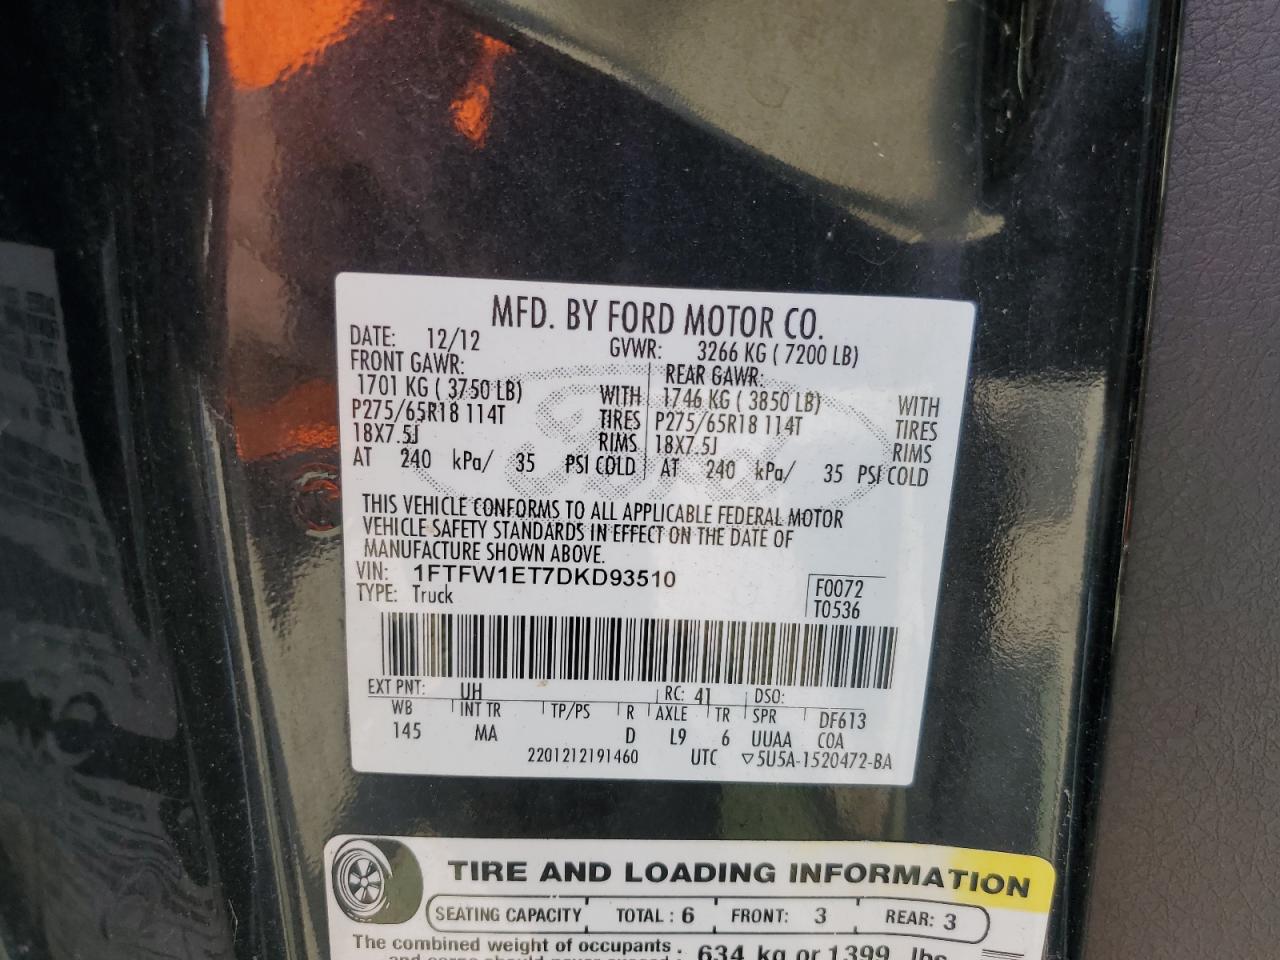 MFD. BY FORD MOTOR CO.
DATE: 12/12 GVWR: 3266 KG ( 7200 LB)
FRONT GAWR: REAR GAWR:
1701 KG ( 3750 LB) WITH 1746 KG ( 3850 LB) WITH
P275/65R18 114T TIRES P275/65R18 114T TIRES
18X7.5J RIMS 18X7.5J RIMS
AT 240 kPa/ 35 PSI COLD AT 240 kPa/ 35 PSI COLD
THIS VEHICLE CONFORMS TO ALL APPLICABLE FEDERAL MOTOR
VEHICLE SAFETY STANDARDS IN EFFECT ON THE DATE OF
MANUFACTURE SHOWN ABOVE.
VIN: 1FTFW1ET7DKD93510 F0072
TYPE: Truck T0536
EXT PNT: UH RC: 41 DSO:
WB INT TR TP/PS R AXLE TR SPR DF613
145 MA D L9 6 UUAA COA
2201212191460 UTC ▽5U5A-1520472-BA
TIRE AND LOADING INFORMATION
SEATING CAPACITY TOTAL : 6 FRONT: 3 REAR: 3
The combined weight of occupants 634 kg or 1399 lbs